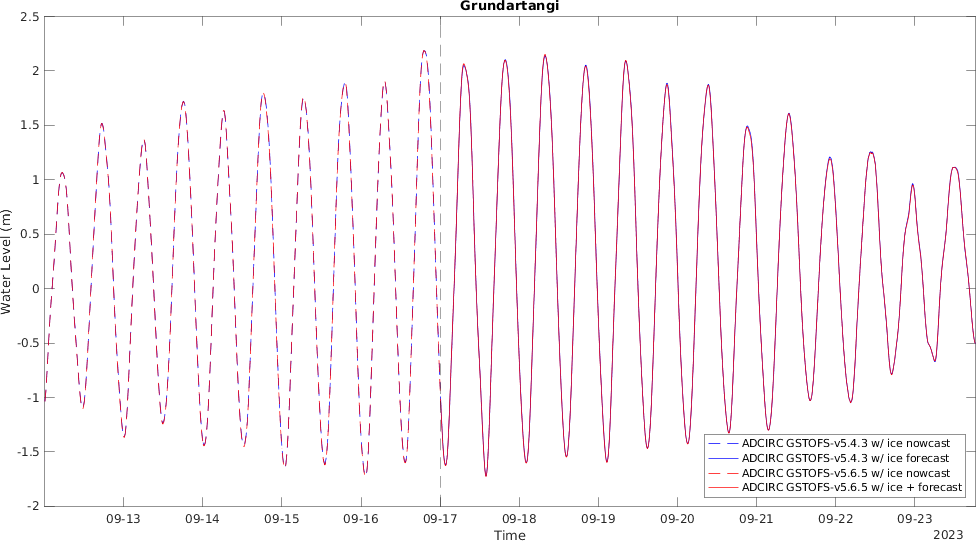 Grundartangi
2.5
2
1.5
1
0.5
0
-0.5
-1
-1.5
-2
Water Level (m)
ADCIRC GSTOFS-v5.4.3 w/ ice nowcast
ADCIRC GSTOFS-v5.4.3 w/ ice forecast
ADCIRC GSTOFS-v5.6.5 w/ ice nowcast
ADCIRC GSTOFS-v5.6.5 w/ ice + forecast
09-13 09-14 09-15 09-16 09-17 09-18 09-19 09-20 09-21 09-22 09-23
Time
2023